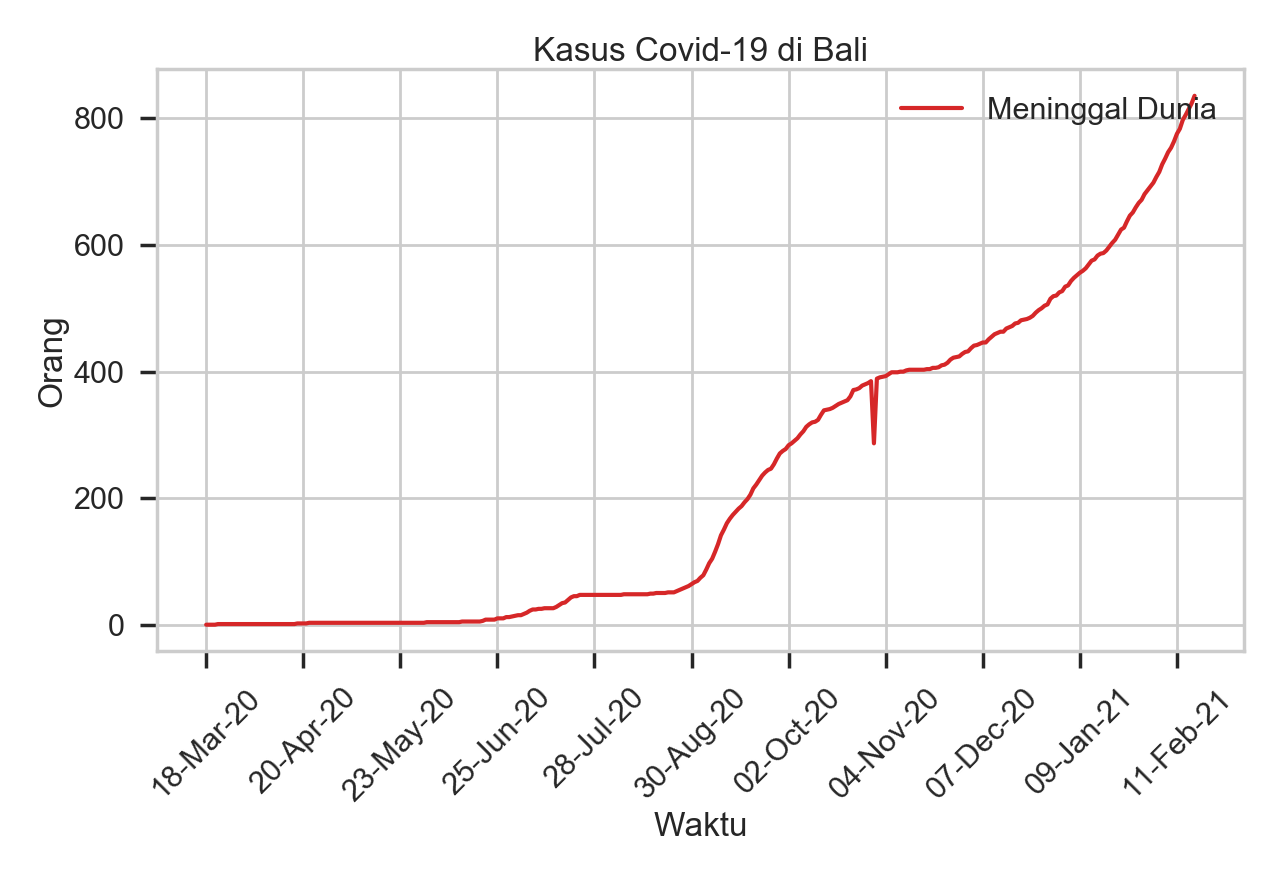 Kasus Covid-19 di Bali
Meninggal Dunia
Orang
800
600
400
200
0
18-Mar-20
20-Apr-20
23-May-20
25-Jun-20
28-Jul-20
30-Aug-20
02-Oct-20
04-Nov-20
07-Dec-20
09-Jan-21
11-Feb-21
Waktu